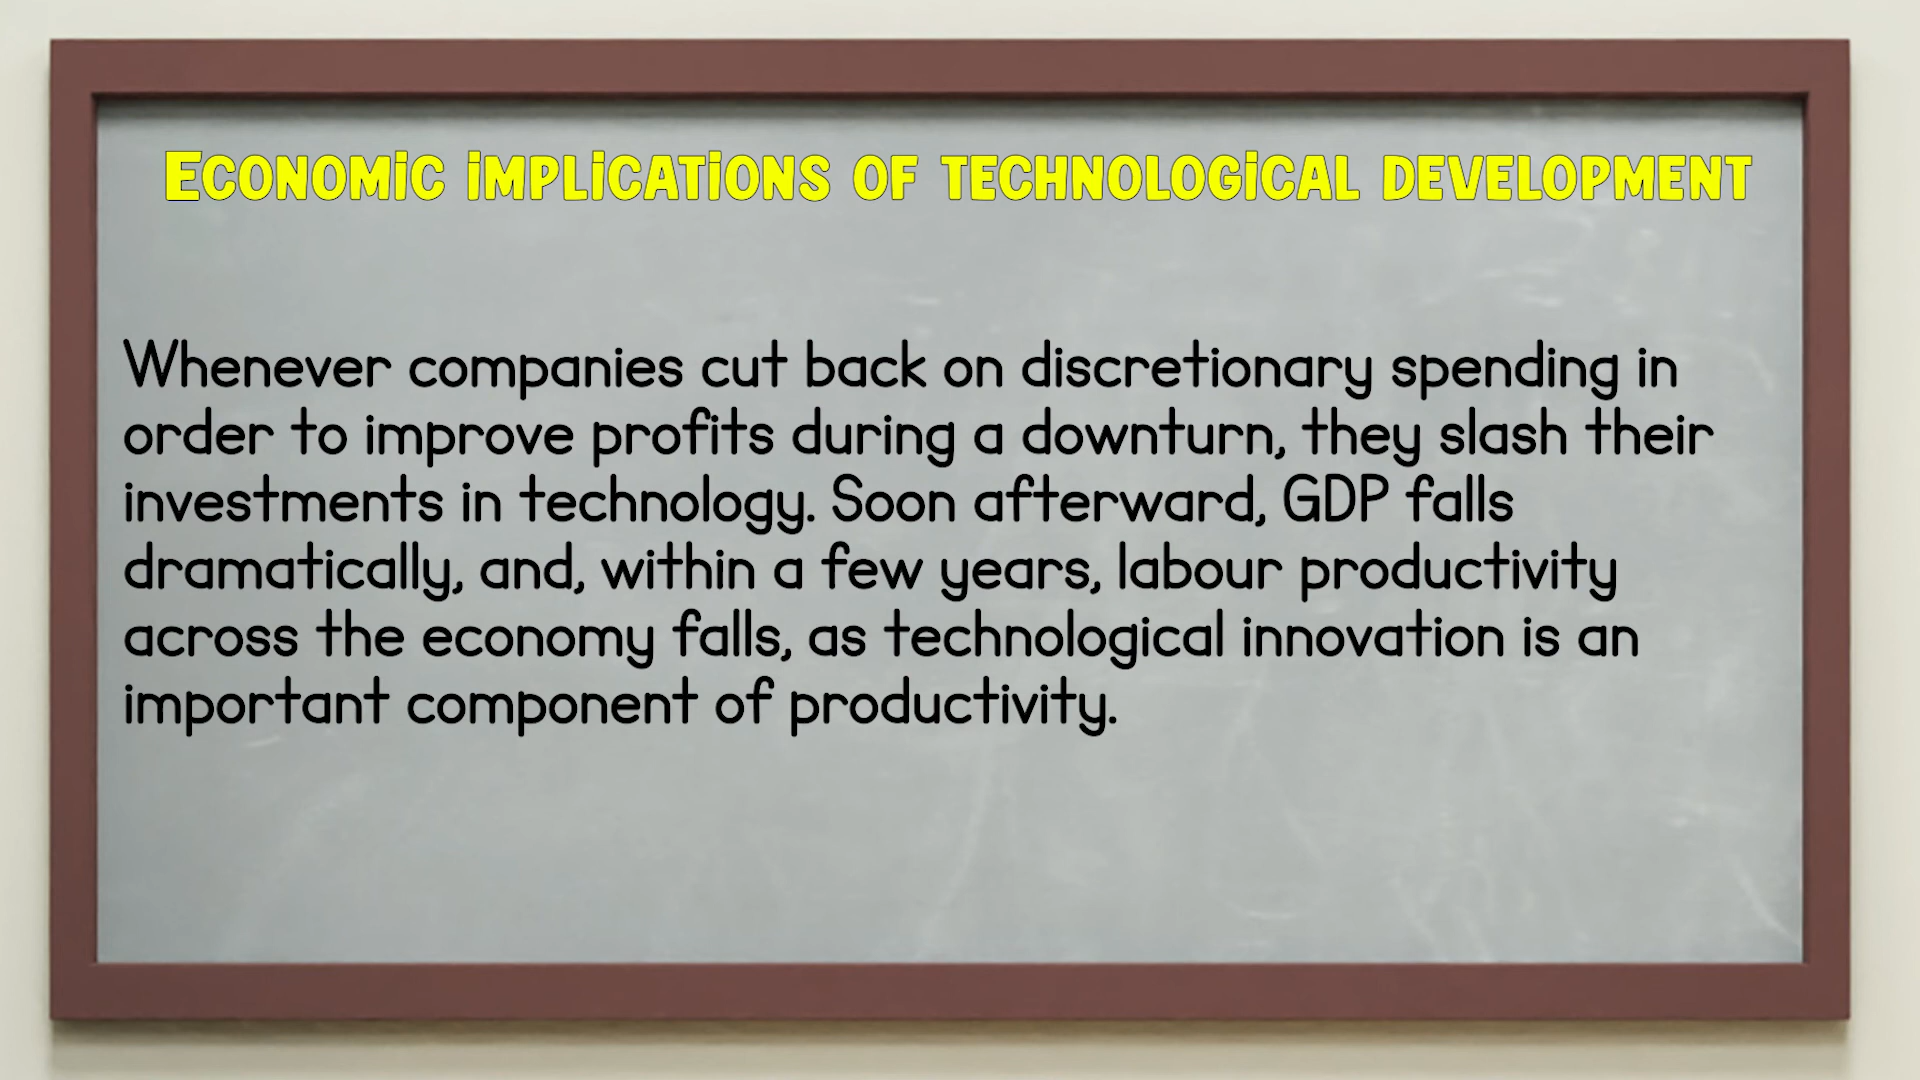 Economic implications of technological development
Whenever companies cut back on discretionary spending in
order to improve profits during a downturn, they slash their
investments in technology. Soon afterward, GDP falls
dramatically, and, within a few years, labour productivity
across the economy falls, as technological innovation is an
important component of productivity.